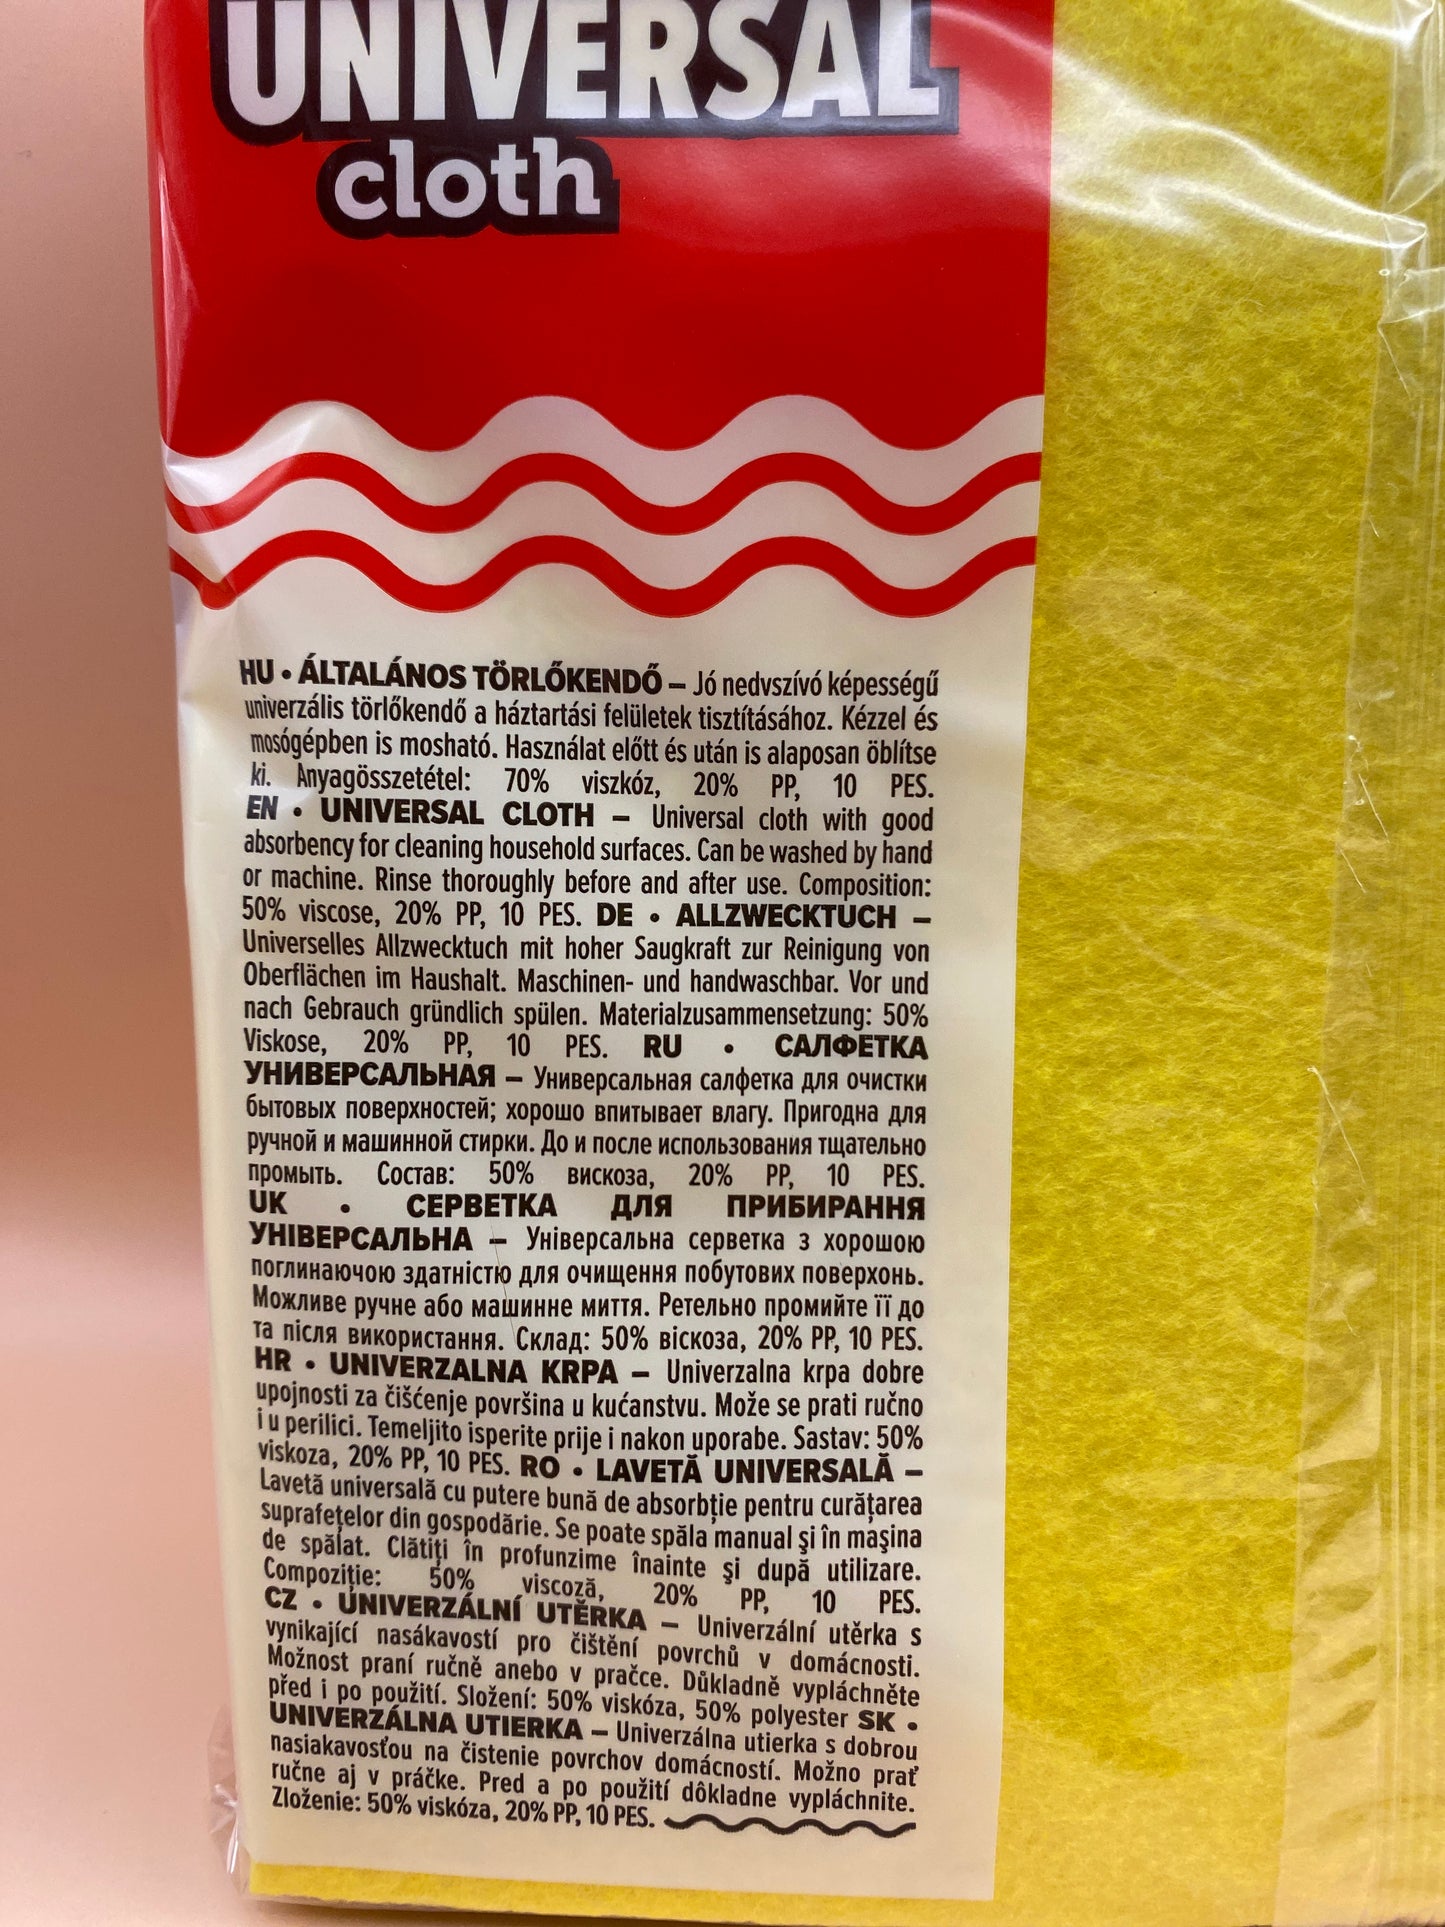 UNIVERSAL
cloth
HU • ÁLTALÁNOS TÖRLŐKENDŐ – Jó nedvszívó képességű
univerzális törlőkendő a háztartási felületek tisztításához. Kézzel és
mosógépben is mosható. Használat előtt és után is alaposan öblítse
ki. Anyagösszetétel: 70% viszkóz, 20% PP, 10 PES.
EN • UNIVERSAL CLOTH – Universal cloth with good
absorbency for cleaning household surfaces. Can be washed by hand
or machine. Rinse thoroughly before and after use. Composition:
50% viscose, 20% PP, 10 PES. DE • ALLZWECKTUCH –
Universelles Allzwecktuch mit hoher Saugkraft zur Reinigung von
Oberflächen im Haushalt. Maschinen- und handwaschbar. Vor und
nach Gebrauch gründlich spülen. Materialzusammensetzung: 50%
Viskose, 20% PP, 10 PES. RU • САЛФЕТКА
УНИВЕРСАЛЬНАЯ – Универсальная салфетка для очистки
бытовых поверхностей; хорошо впитывает влагу. Пригодна для
ручной и машинной стирки. До и после использования тщательно
промыть. Состав: 50% вискоза, 20% PP, 10 PES.
UK • СЕРВЕТКА ДЛЯ ПРИБИРАННЯ
УНІВЕРСАЛЬНА – Універсальна серветка з хорошою
поглинаючою здатністю для очищення побутових поверхонь.
Можливе ручне або машинне миття. Ретельно промийте її до
та після використання. Склад: 50% віскоза, 20% PP, 10 PES.
HR • UNIVERZALNA KRPA – Univerzalna krpa dobre
upojnosti za čišćenje površina u kućanstvu. Može se prati ručno
i u perilici. Temeljito isperite prije i nakon uporabe. Sastav: 50%
viskoza, 20% PP, 10 PES. RO • LAVETĂ UNIVERSALĂ –
Lavetă universală cu putere bună de absorbție pentru curățarea
suprafețelor din gospodărie. Se poate spăla manual şi în maşina
de spălat. Clătiți în profunzime înainte şi după utilizare.
Compoziție: 50% viscoză, 20% PP, 10 PES.
CZ • UNIVERZÁLNÍ UTĚRKA – Univerzální utěrka s
vynikající nasákavostí pro čištění povrchů v domácnosti.
Možnost praní ručně anebo v pračce. Důkladně vypláchněte
před i po použití. Složení: 50% viskóza, 50% polyester SK •
UNIVERZÁLNA UTIERKA – Univerzálna utierka s dobrou
nasiakavosťou na čistenie povrchov domácností. Možno prať
ručne aj v práčke. Pred a po použití dôkladne vypláchnite.
Zloženie: 50% viskóza, 20% PP, 10 PES.